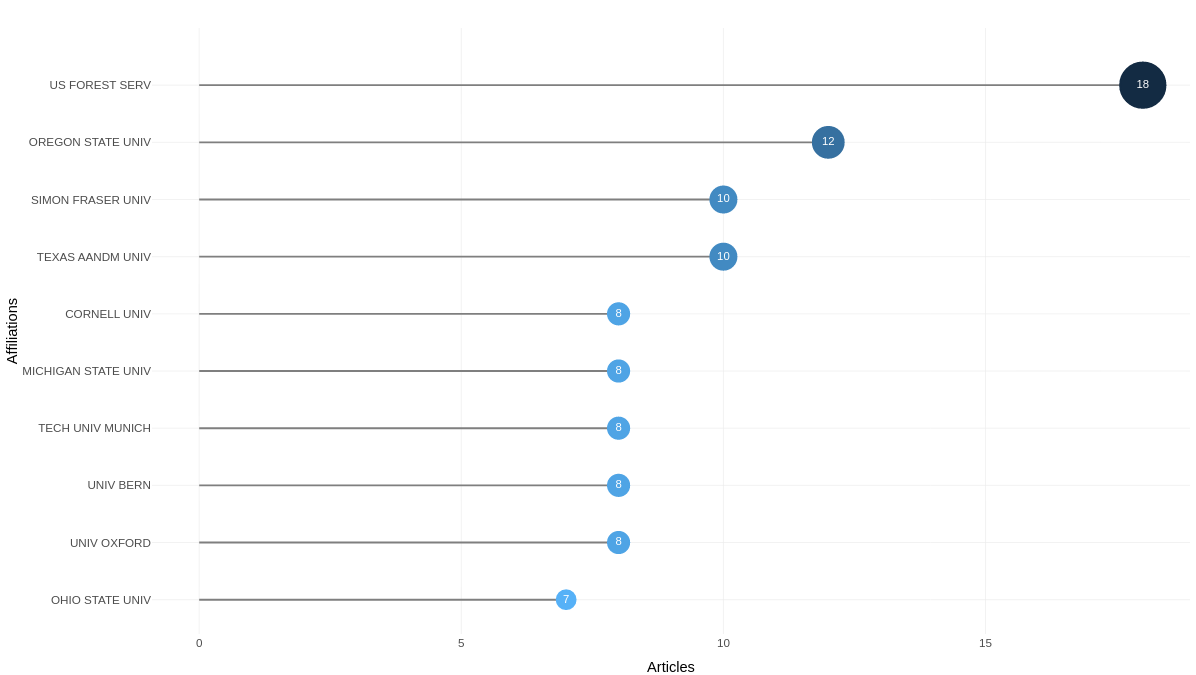 US FOREST SERV 18
OREGON STATE UNIV 12
SIMON FRASER UNIV 10
TEXAS AANDM UNIV 10
CORNELL UNIV 8
MICHIGAN STATE UNIV 8
TECH UNIV MUNICH 8
UNIV BERN 8
UNIV OXFORD 8
OHIO STATE UNIV 7
Affiliations
0 5 10 15
Articles